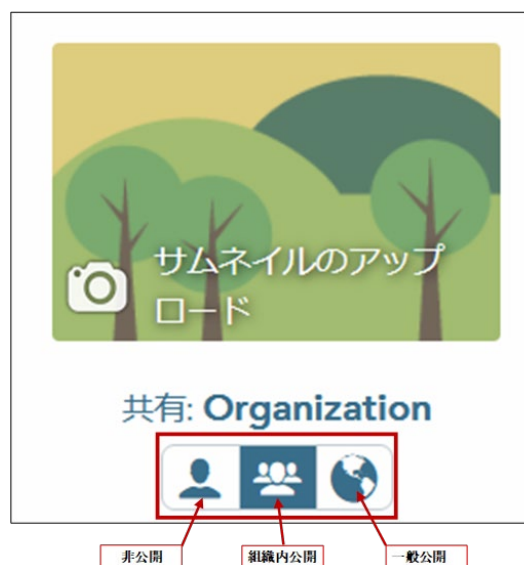 サムネイルのアップ
ロード
共有: Organization
非公開
組織内公開
一般公開